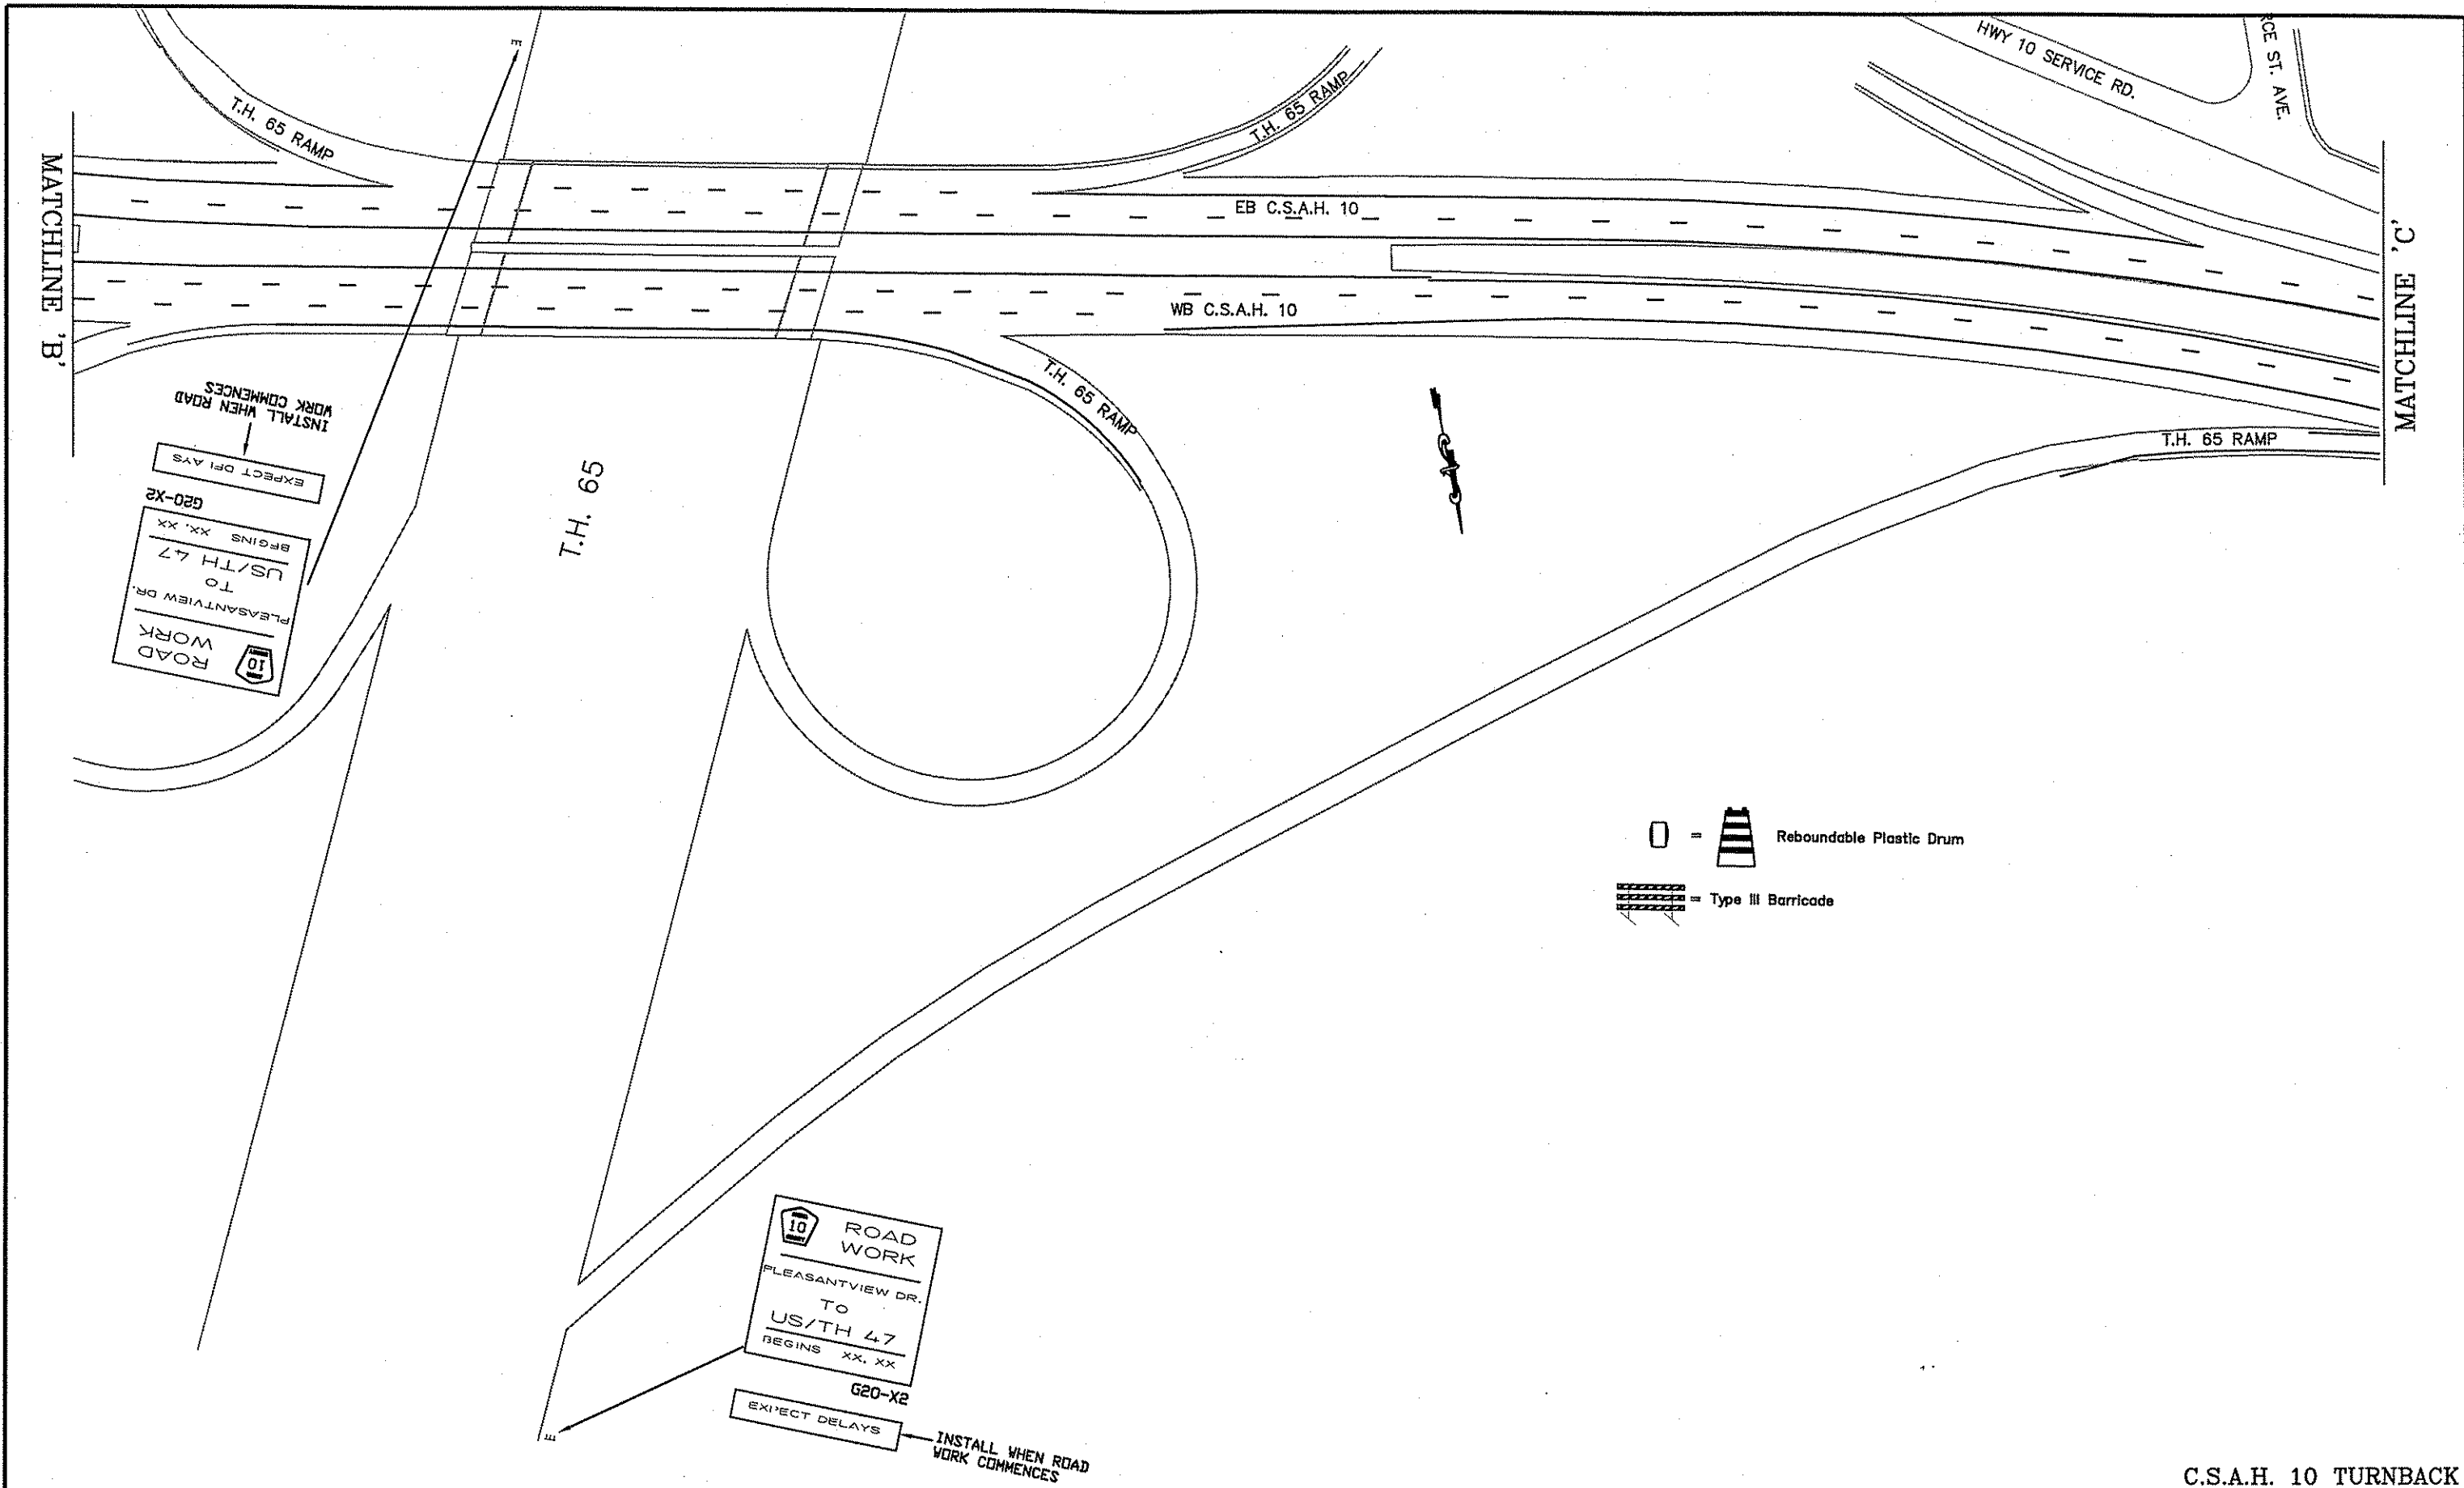 HWY 10 SERVICE RD.
RCE ST. AVE.
T.H. 65 RAMP
T.H. 65 RAMP
MATCHLINE 'B'
EB C.S.A.H. 10
WB C.S.A.H. 10
MATCHLINE 'C'
T.H. 65 RAMP
T.H. 65 RAMP
INSTALL WHEN ROAD
WORK COMMENCES
EXPECT DELAYS
G20-X2
10
ROAD
WORK
PLEASANTVIEW DR.
TO
US/TH 47
BEGINS XX. XX
T.H. 65
= Reboundable Plastic Drum
= Type III Barricade
10
ROAD
WORK
PLEASANTVIEW DR.
TO
US/TH 47
BEGINS XX. XX
G20-X2
EXPECT DELAYS
INSTALL WHEN ROAD
WORK COMMENCES
C.S.A.H. 10 TURNBACK